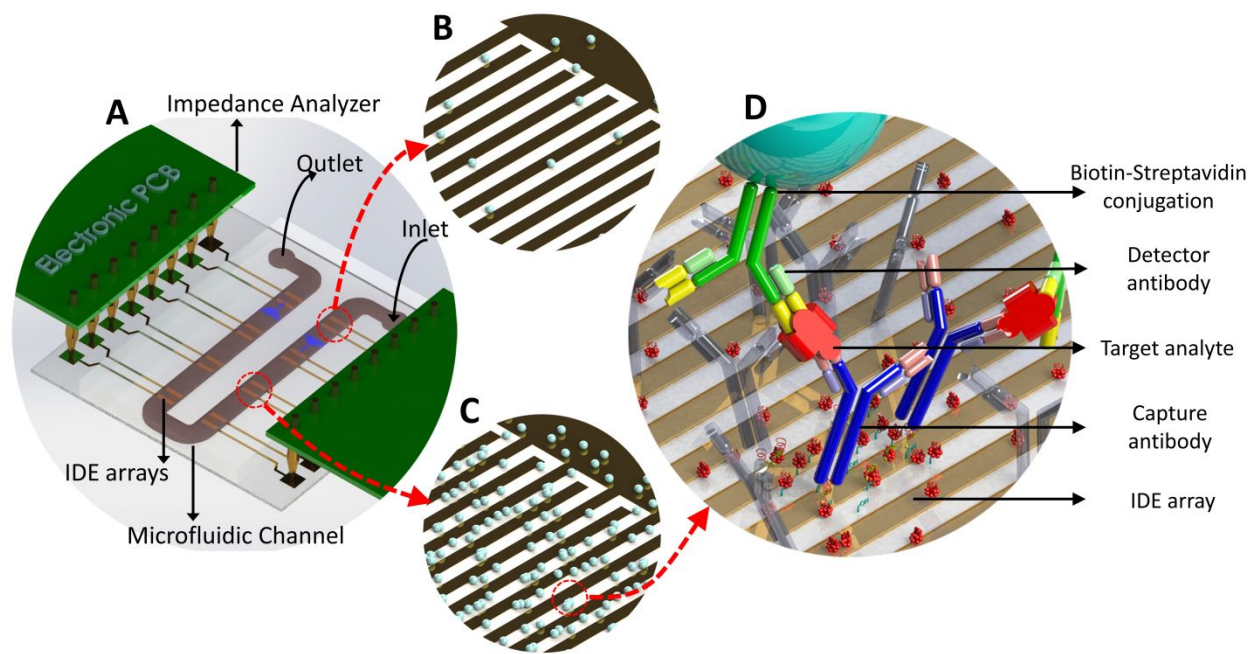 A
Impedance Analyzer
Outlet
Inlet
Electronic PCB
IDE arrays
Microfluidic Channel
B
C
D
Biotin-Streptavidin
conjugation
Detector
antibody
Target analyte
Capture
antibody
IDE array